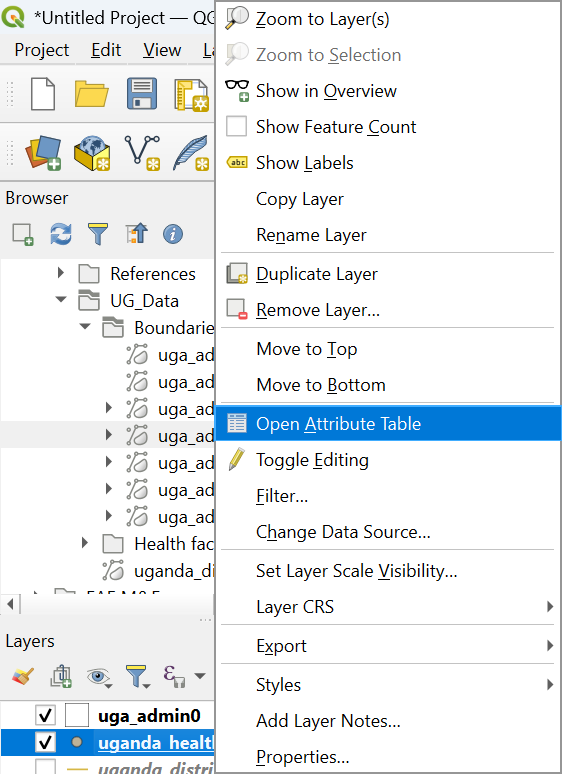 *Untitled Project — QG
Project Edit View
References
UG_Data
Boundarie
uga_ad
uga_ad
uga_ad
uga_ad
uga_ad
uga_ad
uga_ad
Health fac
uganda_di
Browser
Layers
uga_admin0
uganda_healt
uganda_distri
Zoom to Layer(s)
Zoom to Selection
Show in Overview
Show Feature Count
abc Show Labels
Copy Layer
Rename Layer
Duplicate Layer
Remove Layer...
Move to Top
Move to Bottom
Open Attribute Table
Toggle Editing
Filter...
Change Data Source...
Set Layer Scale Visibility...
Layer CRS
Export
Styles
Add Layer Notes...
Properties...